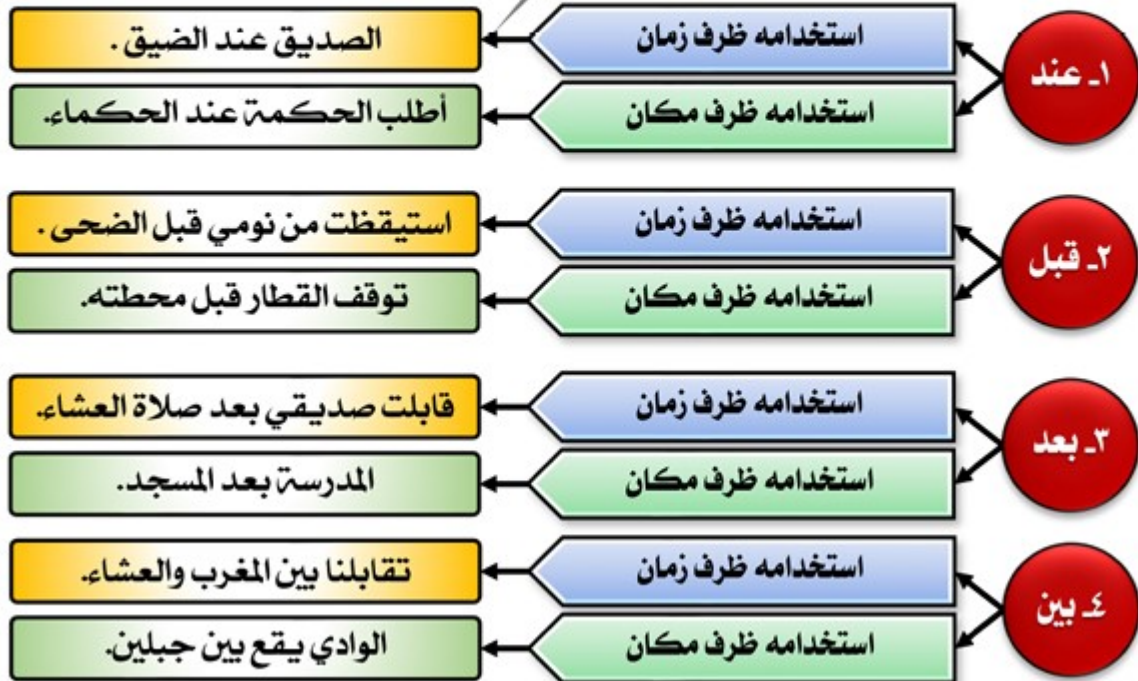 ١ـ عند
استخدامه ظرف زمان
الصديق عند الضيق .
استخدامه ظرف مكان
أطلب الحكمة عند الحكماء.
٢ـ قبل
استخدامه ظرف زمان
استيقظت من نومي قبل الضحى .
استخدامه ظرف مكان
توقف القطار قبل محطته.
٣ـ بعد
استخدامه ظرف زمان
قابلت صديقي بعد صلاة العشاء.
استخدامه ظرف مكان
المدرسة بعد المسجد.
٤ـ بين
استخدامه ظرف زمان
تقابلنا بين المغرب والعشاء.
استخدامه ظرف مكان
الوادي يقع بين جبلين.